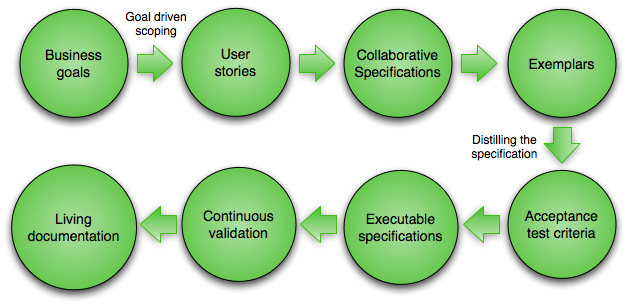 Business
goals
Goal driven
scoping
User
stories
Collaborative
Specifications
Exemplars
Distilling the
specification
Acceptance
test criteria
Executable
specifications
Continuous
validation
Living
documentation